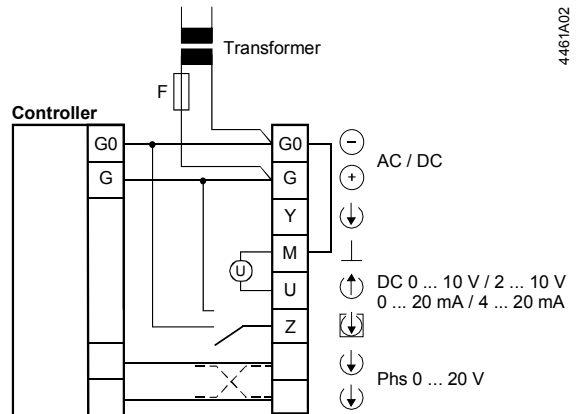 4461A02
Transformer
F
Controller
G0
G0
AC / DC
G
G
Y
M
U
U
DC 0 ... 10 V / 2 ... 10 V
0 ... 20 mA / 4 ... 20 mA
Z
Phs 0 ... 20 V